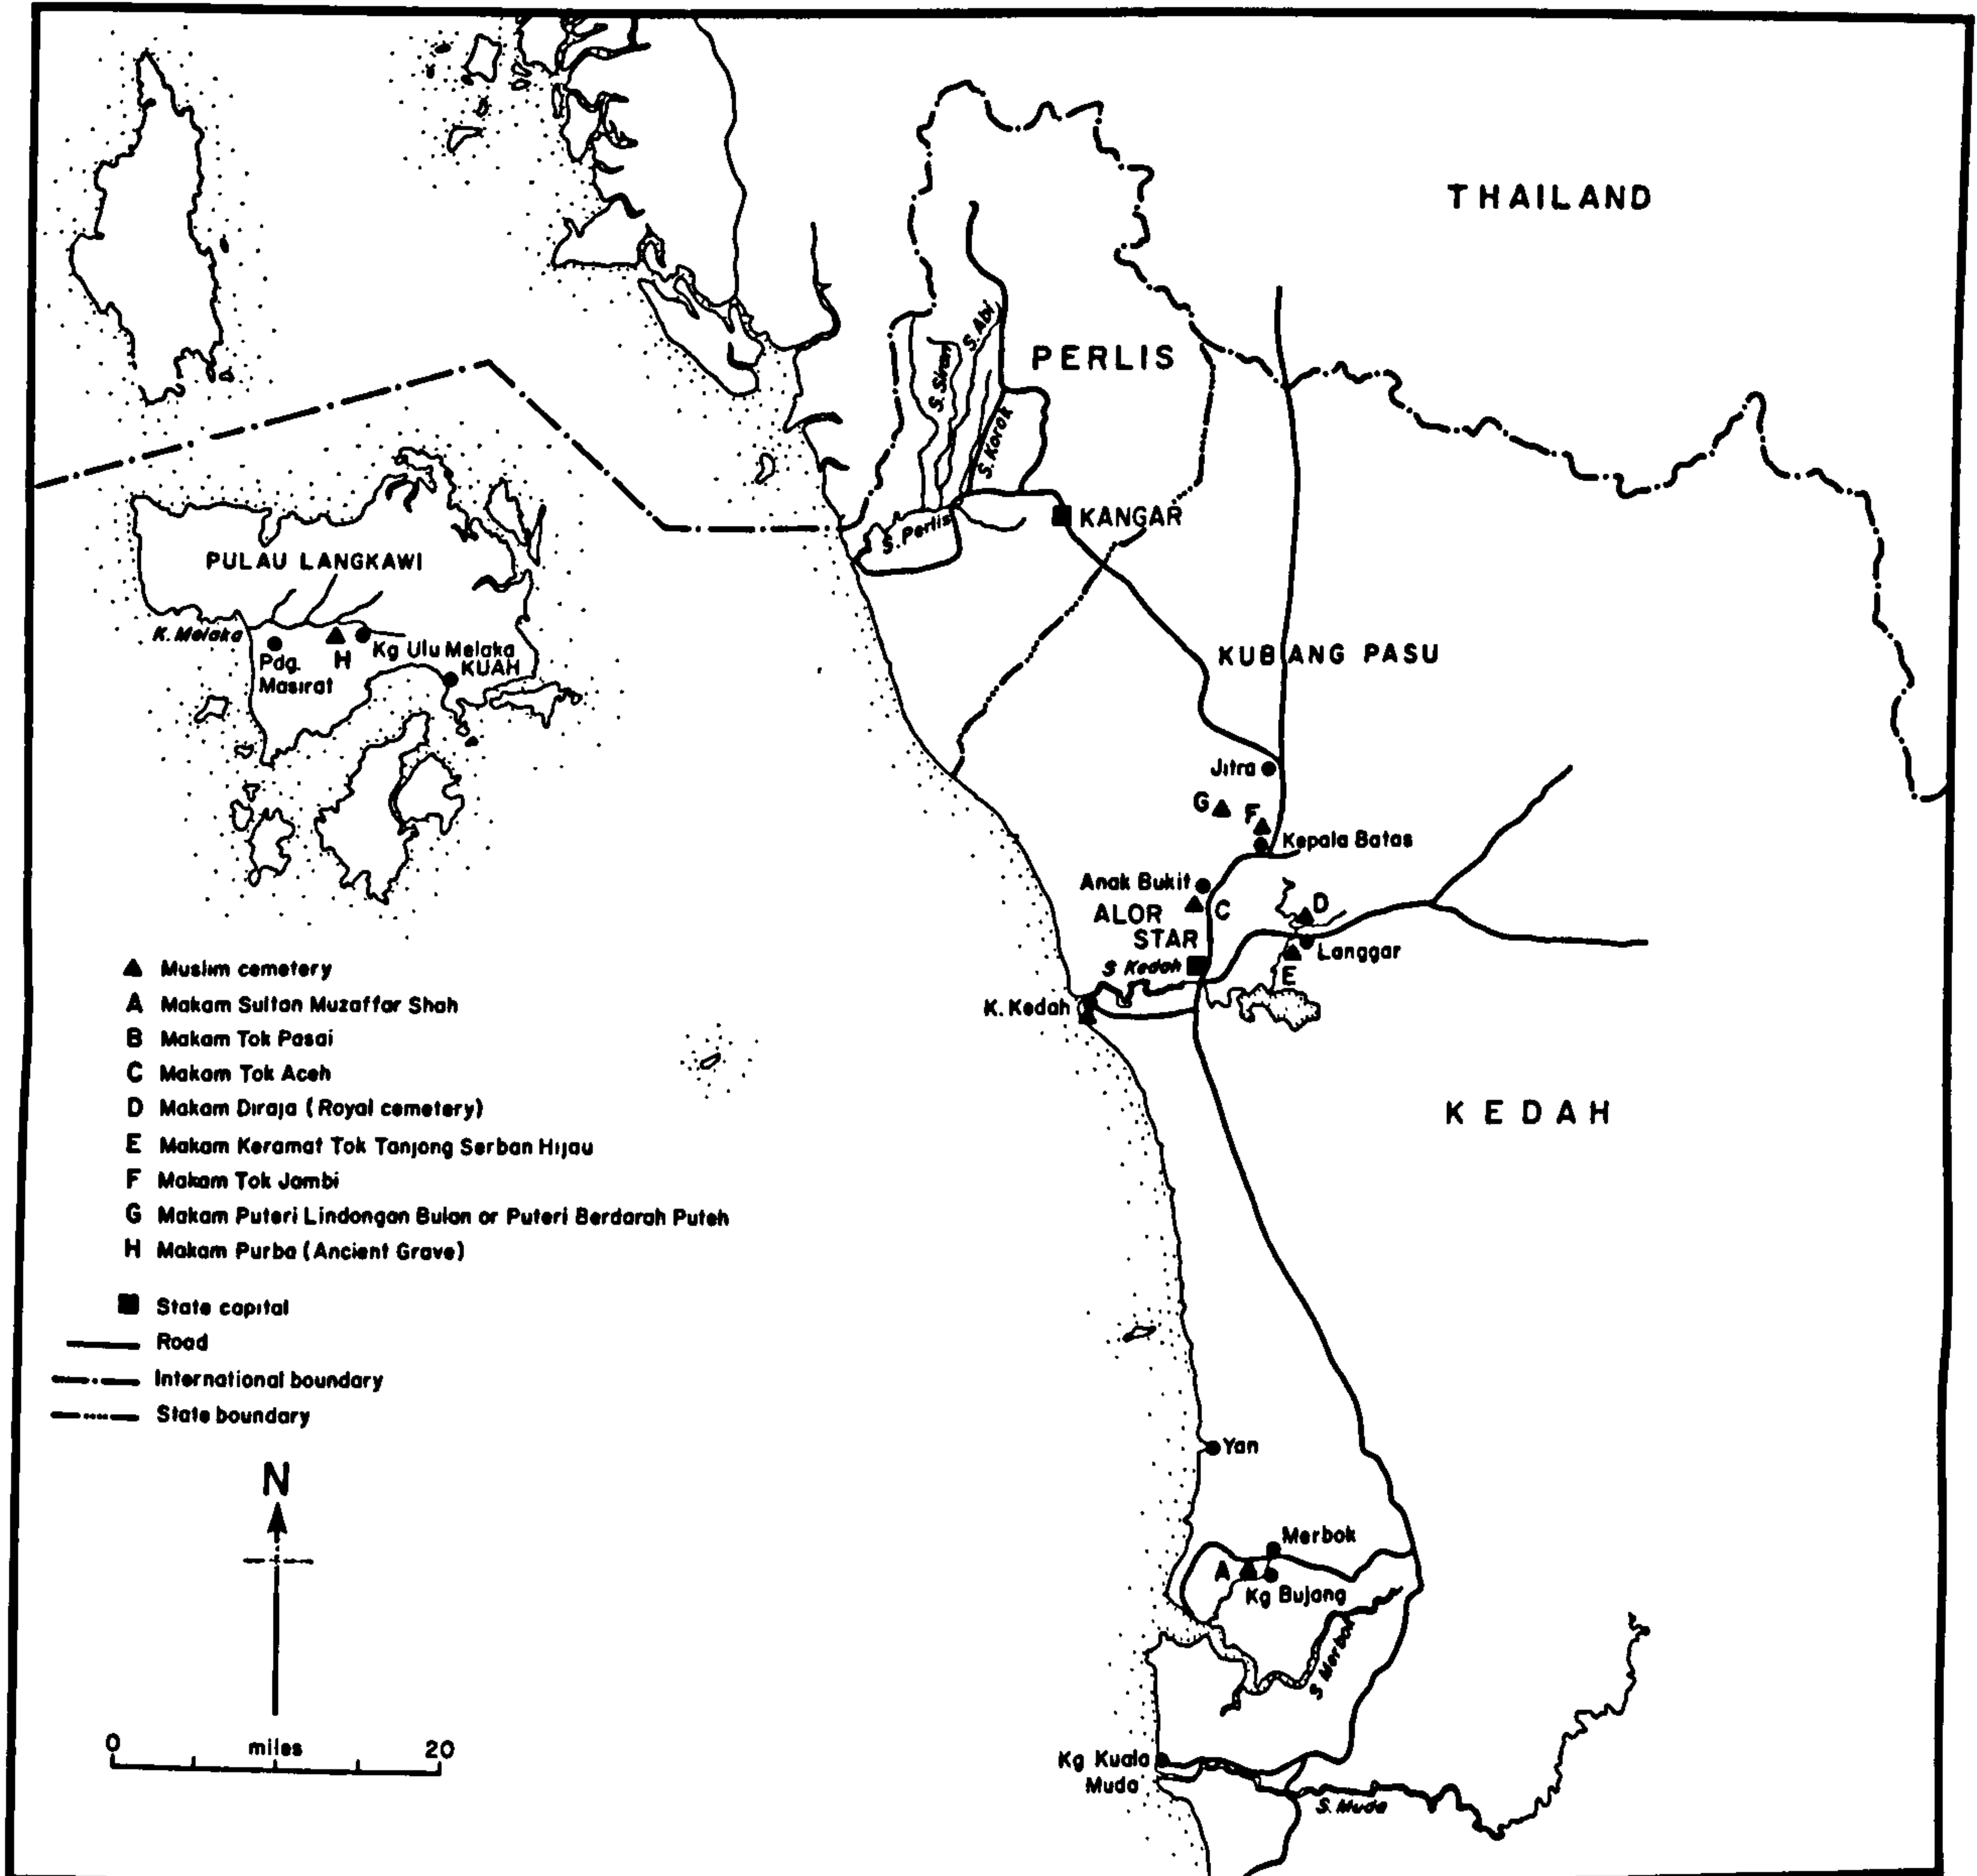 THAILAND
PERLIS
S. Abi
S. Siran
S. Korok
S. Perlis
KANGAR
PULAU LANGKAWI
K. Melaka
Pdg.
Masirat
H
Kg Ulu Melaka
KUAH
KUBANG PASU
Jitra
G
F
Kepala Batas
Anak Bukit
C
ALOR
STAR
D
Langgar
E
S Kedah
K. Kedah
KEDAH
Muslim cemetery
A Makam Sultan Muzaffar Shah
B Makam Tok Pasai
C Makam Tok Aceh
D Makam Diraja (Royal cemetery)
E Makam Keramat Tok Tanjong Serban Hijau
F Makam Tok Jambi
G Makam Puteri Lindongan Bulan or Puteri Berdarah Puteh
H Makam Purba (Ancient Grave)
State capital
Road
International boundary
State boundary
N
0 miles 20
Yan
Merbok
A
Kg Bujang
S Merbok
Kg Kuala
Muda
S. Muda